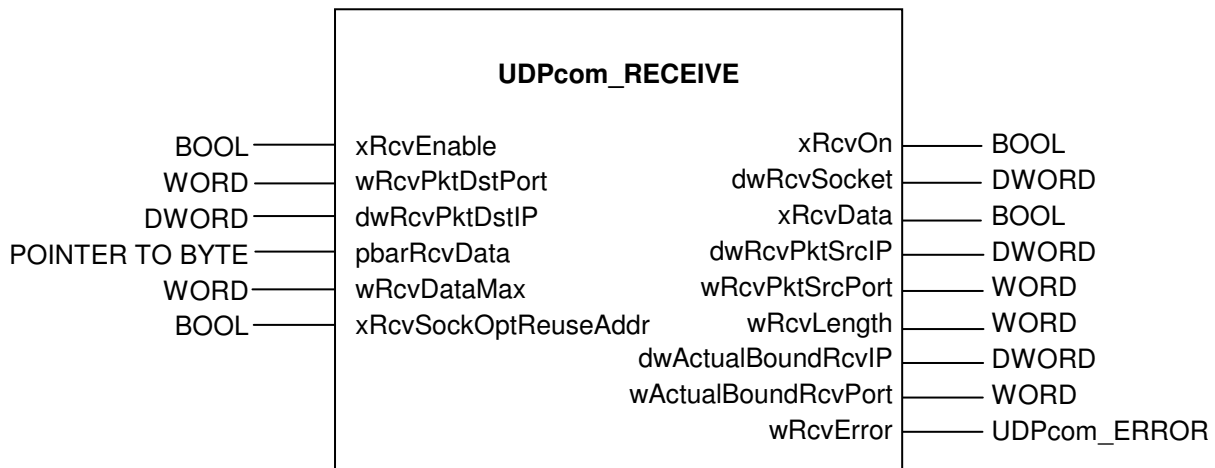 UDPcom_RECEIVE
BOOL xRcvEnable xRcvOn BOOL
WORD wRcvPktDstPort dwRcvSocket DWORD
DWORD dwRcvPktDstIP xRcvData BOOL
POINTER TO BYTE pbarRcvData dwRcvPktSrcIP DWORD
WORD wRcvDataMax wRcvPktSrcPort WORD
BOOL xRcvSockOptReuseAddr wRcvLength WORD
dwActualBoundRcvIP DWORD
wActualBoundRcvPort WORD
wRcvError UDPcom_ERROR